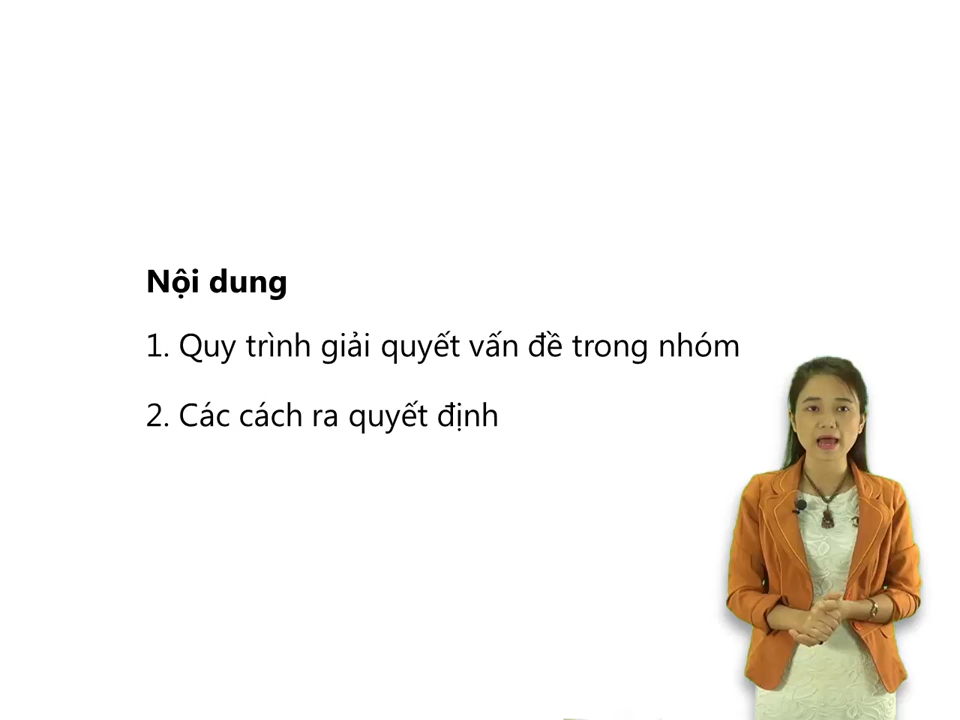 Nội dung
1. Quy trình giải quyết vấn đề trong nhóm
2. Các cách ra quyết định